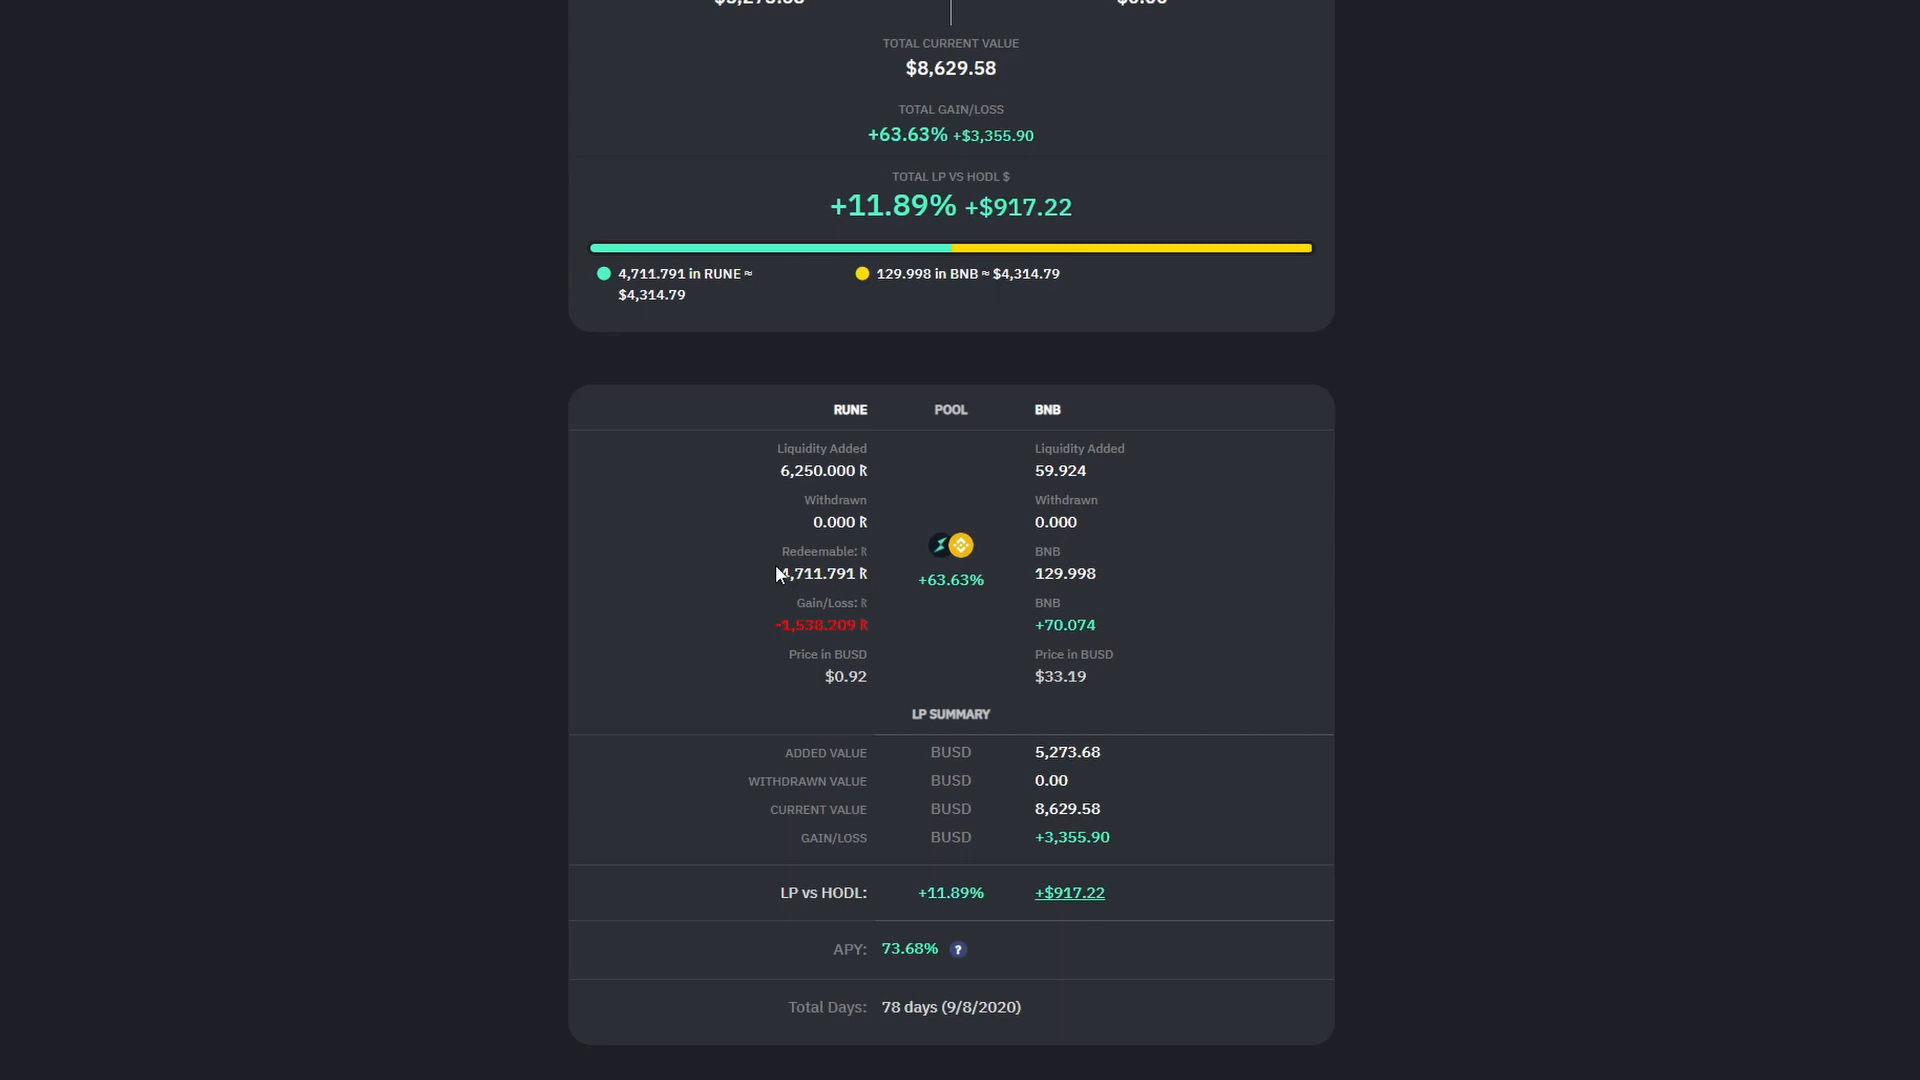 TOTAL CURRENT VALUE
$8,629.58
TOTAL GAIN/LOSS
+63.63% +$3,355.90
TOTAL LP VS HODL $
+11.89% +$917.22
4,711.791 in RUNE ≈
$4,314.79
129.998 in BNB ≈ $4,314.79
RUNE POOL BNB
Liquidity Added Liquidity Added
6,250.000 ᚱ 59.924
Withdrawn Withdrawn
0.000 ᚱ 0.000
Redeemable: ᚱ BNB
4,711.791 ᚱ 129.998
+63.63%
Gain/Loss: ᚱ BNB
-1,538.209 ᚱ +70.074
Price in BUSD Price in BUSD
$0.92 $33.19
LP SUMMARY
ADDED VALUE BUSD 5,273.68
WITHDRAWN VALUE BUSD 0.00
CURRENT VALUE BUSD 8,629.58
GAIN/LOSS BUSD +3,355.90
LP vs HODL: +11.89% +$917.22
APY: 73.68% ?
Total Days: 78 days (9/8/2020)